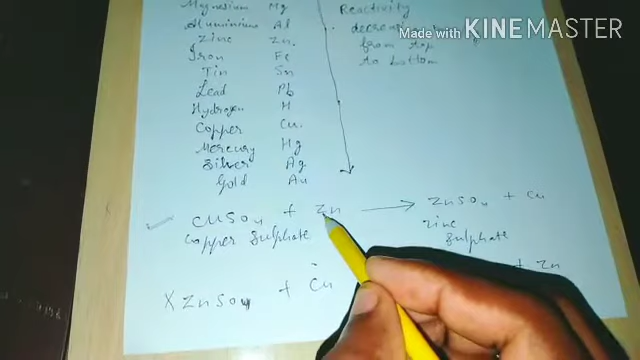 Made with KINEMASTER
Magnesium Mg
Aluminium Al
Zinc Zn.
Iron Fe
Tin Sn
Lead Pb
Hydrogen H
Copper Cu.
Mercury Hg
Silver Ag
Gold Au
Reactivity
from top
to bottom
✓ CuSO4 + Zn → ZnSO4 + Cu
Copper Sulphate Zinc
Sulphate
X ZnSO4 + Cu + Zn